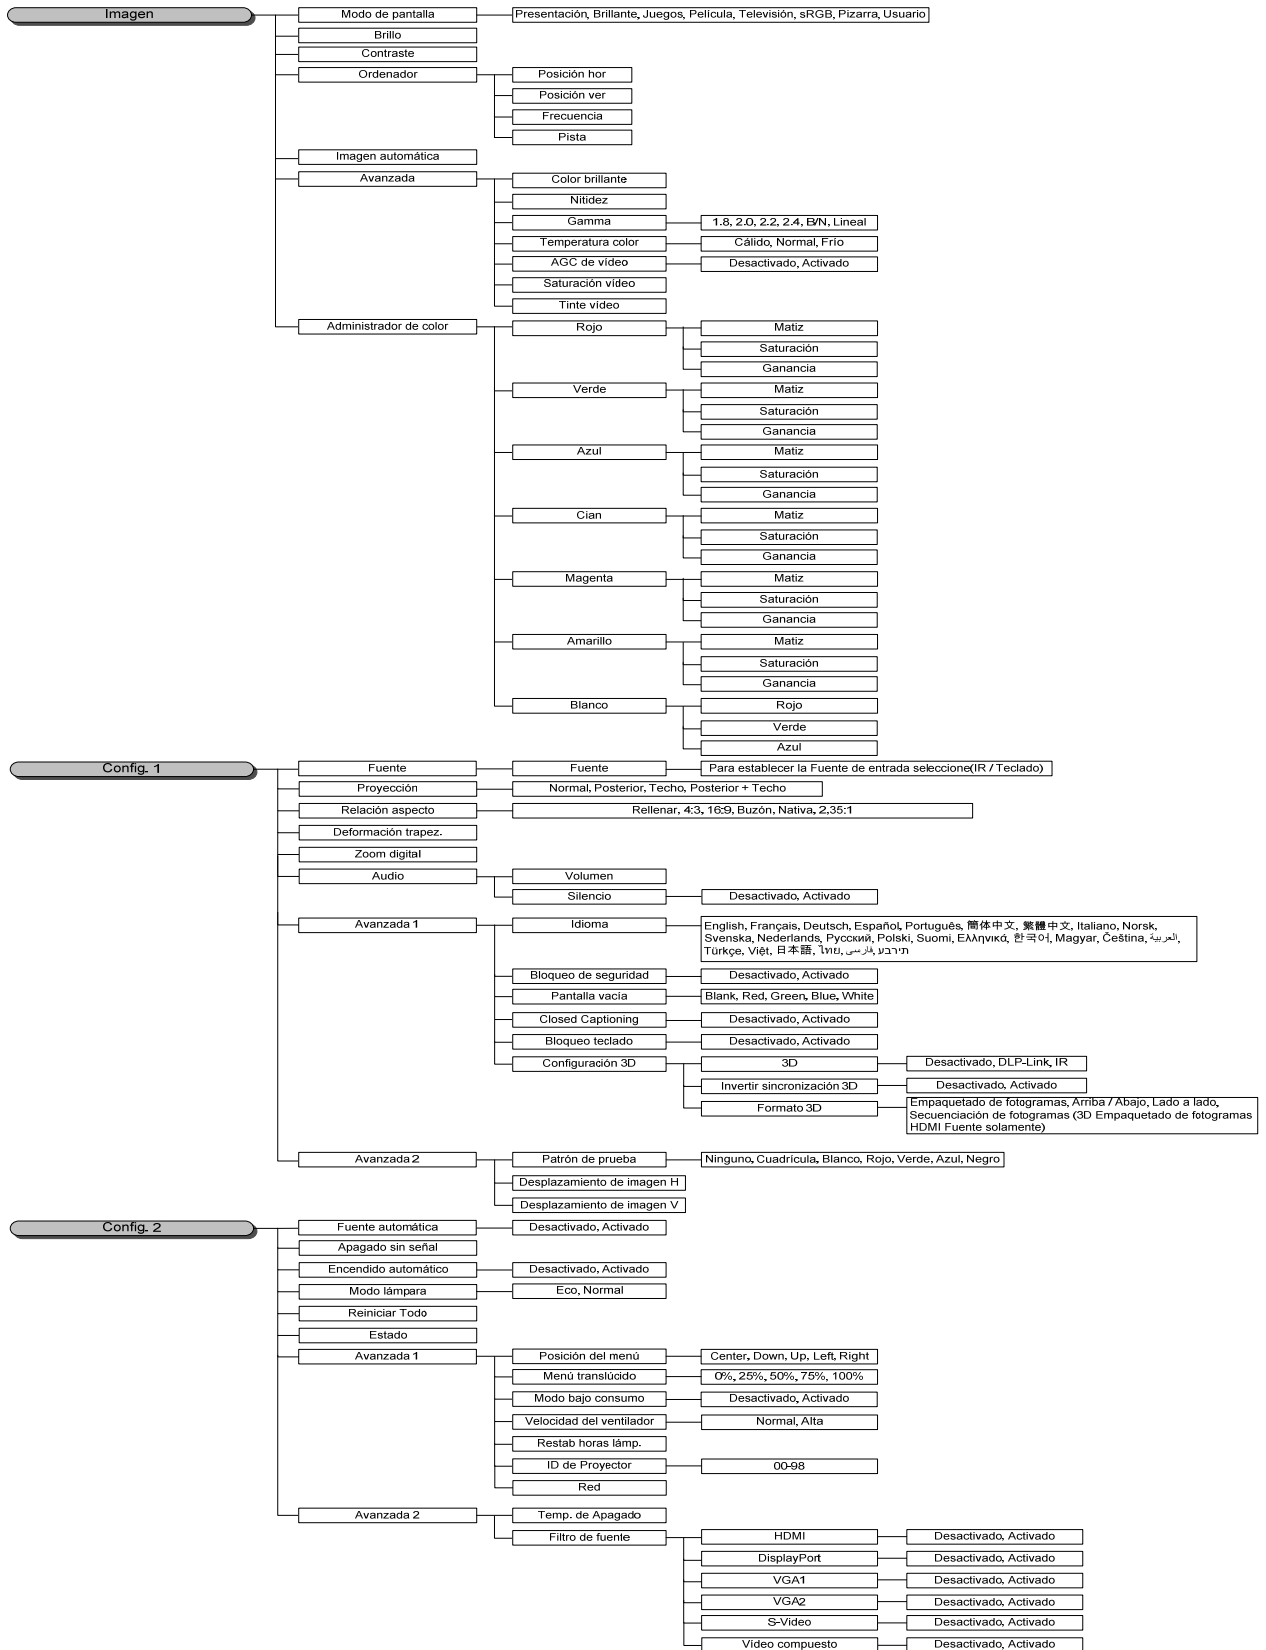 Imagen
Modo de pantalla
Presentación, Brillante, Juegos, Película, Televisión, sRGB, Pizarra, Usuario
Brillo
Contraste
Ordenador
Posición hor
Posición ver
Frecuencia
Pista
Imagen automática
Avanzada
Color brillante
Nitidez
Gamma
1.8, 2.0, 2.2, 2.4, B/N, Lineal
Temperatura color
Cálido, Normal, Frío
AGC de vídeo
Desactivado, Activado
Saturación vídeo
Tinte vídeo
Administrador de color
Rojo
Matiz
Saturación
Ganancia
Verde
Matiz
Saturación
Ganancia
Azul
Matiz
Saturación
Ganancia
Cian
Matiz
Saturación
Ganancia
Magenta
Matiz
Saturación
Ganancia
Amarillo
Matiz
Saturación
Ganancia
Blanco
Rojo
Verde
Azul
Config. 1
Fuente
Fuente
Para establecer la Fuente de entrada seleccione(IR / Teclado)
Proyección
Normal, Posterior, Techo, Posterior + Techo
Relación aspecto
Rellenar, 4:3, 16:9, Buzón, Nativa, 2,35:1
Deformación trapez.
Zoom digital
Audio
Volumen
Silencio
Desactivado, Activado
Avanzada 1
Idioma
English, Français, Deutsch, Español, Português, 簡体中文, 繁體中文, Italiano, Norsk,
Svenska, Nederlands, Русский, Polski, Suomi, Ελληνικά, 한국어, Magyar, Čeština, العربية,
Türkçe, Việt, 日本語, ไทย, فارسی, תירבע
Bloqueo de seguridad
Desactivado, Activado
Pantalla vacía
Blank, Red, Green, Blue, White
Closed Captioning
Desactivado, Activado
Bloqueo teclado
Desactivado, Activado
Configuración 3D
3D
Desactivado, DLP-Link, IR
Invertir sincronización 3D
Desactivado, Activado
Formato 3D
Empaquetado de fotogramas, Arriba / Abajo, Lado a lado,
Secuenciación de fotogramas (3D Empaquetado de fotogramas
HDMI Fuente solamente)
Avanzada 2
Patrón de prueba
Ninguno, Cuadrícula, Blanco, Rojo, Verde, Azul, Negro
Desplazamiento de imagen H
Desplazamiento de imagen V
Config. 2
Fuente automática
Desactivado, Activado
Apagado sin señal
Encendido automático
Desactivado, Activado
Modo lámpara
Eco, Normal
Reiniciar Todo
Estado
Avanzada 1
Posición del menú
Center, Down, Up, Left, Right
Menú translúcido
0%, 25%, 50%, 75%, 100%
Modo bajo consumo
Desactivado, Activado
Velocidad del ventilador
Normal, Alta
Restab horas lámp.
ID de Proyector
00-98
Red
Avanzada 2
Temp. de Apagado
Filtro de fuente
HDMI
Desactivado, Activado
DisplayPort
Desactivado, Activado
VGA1
Desactivado, Activado
VGA2
Desactivado, Activado
S-Video
Desactivado, Activado
Vídeo compuesto
Desactivado, Activado